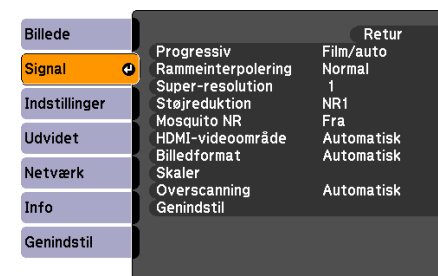 Billede
Signal
Indstillinger
Udvidet
Netværk
Info
Genindstil
Retur
Progressiv Film/auto
Rammeinterpolering Normal
Super-resolution 1
Støjreduktion NR1
Mosquito NR Fra
HDMI-videoområde Automatisk
Billedformat Automatisk
Skaler
Overscanning Automatisk
Genindstil